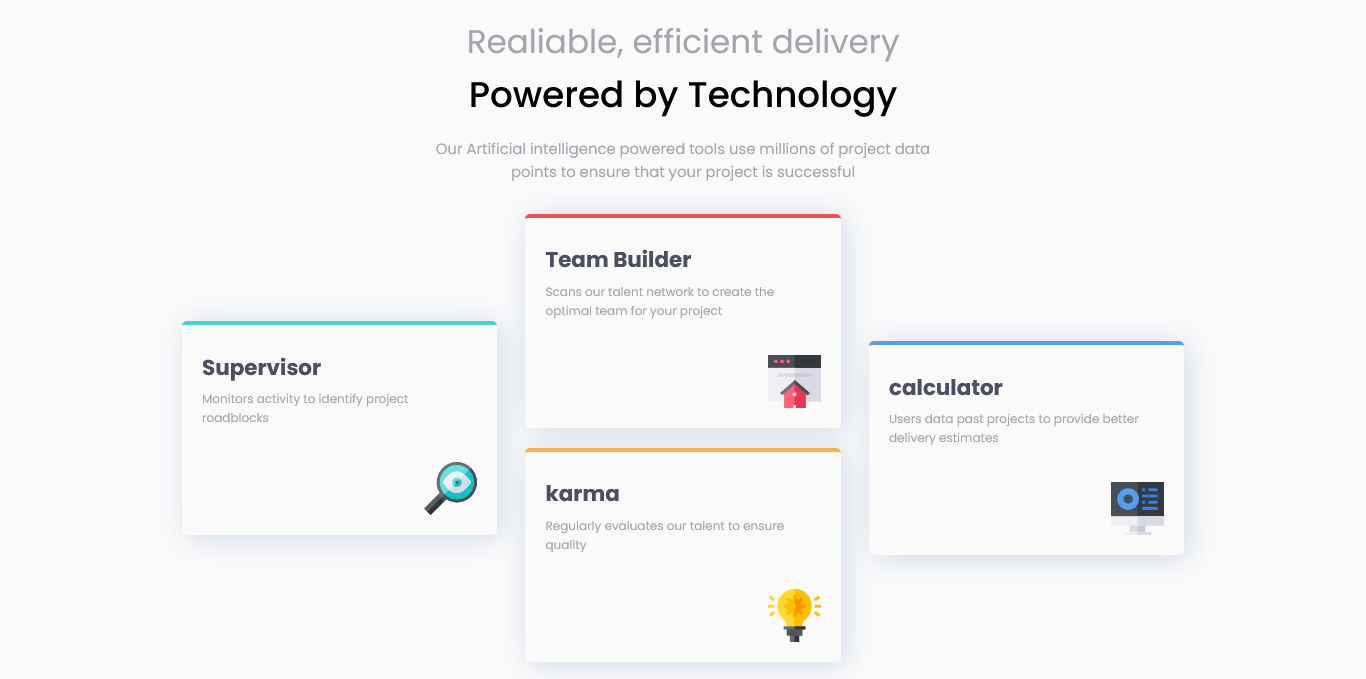 Realiable, efficient delivery
Powered by Technology
Our Artificial intelligence powered tools use millions of project data
points to ensure that your project is successful
Supervisor
Monitors activity to identify project
roadblocks
Team Builder
Scans our talent network to create the
optimal team for your project
karma
Regularly evaluates our talent to ensure
quality
calculator
Users data past projects to provide better
delivery estimates